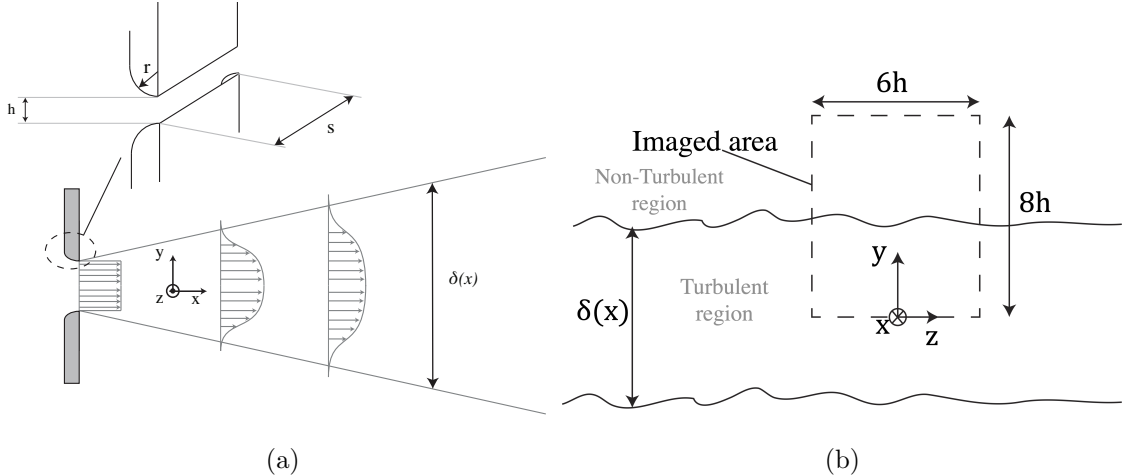 r
h
s
y
z
x
δ(x)
(a)
6h
Imaged area
Non-Turbulent
region
8h
y
Turbulent
region
δ(x)
x
z
(b)